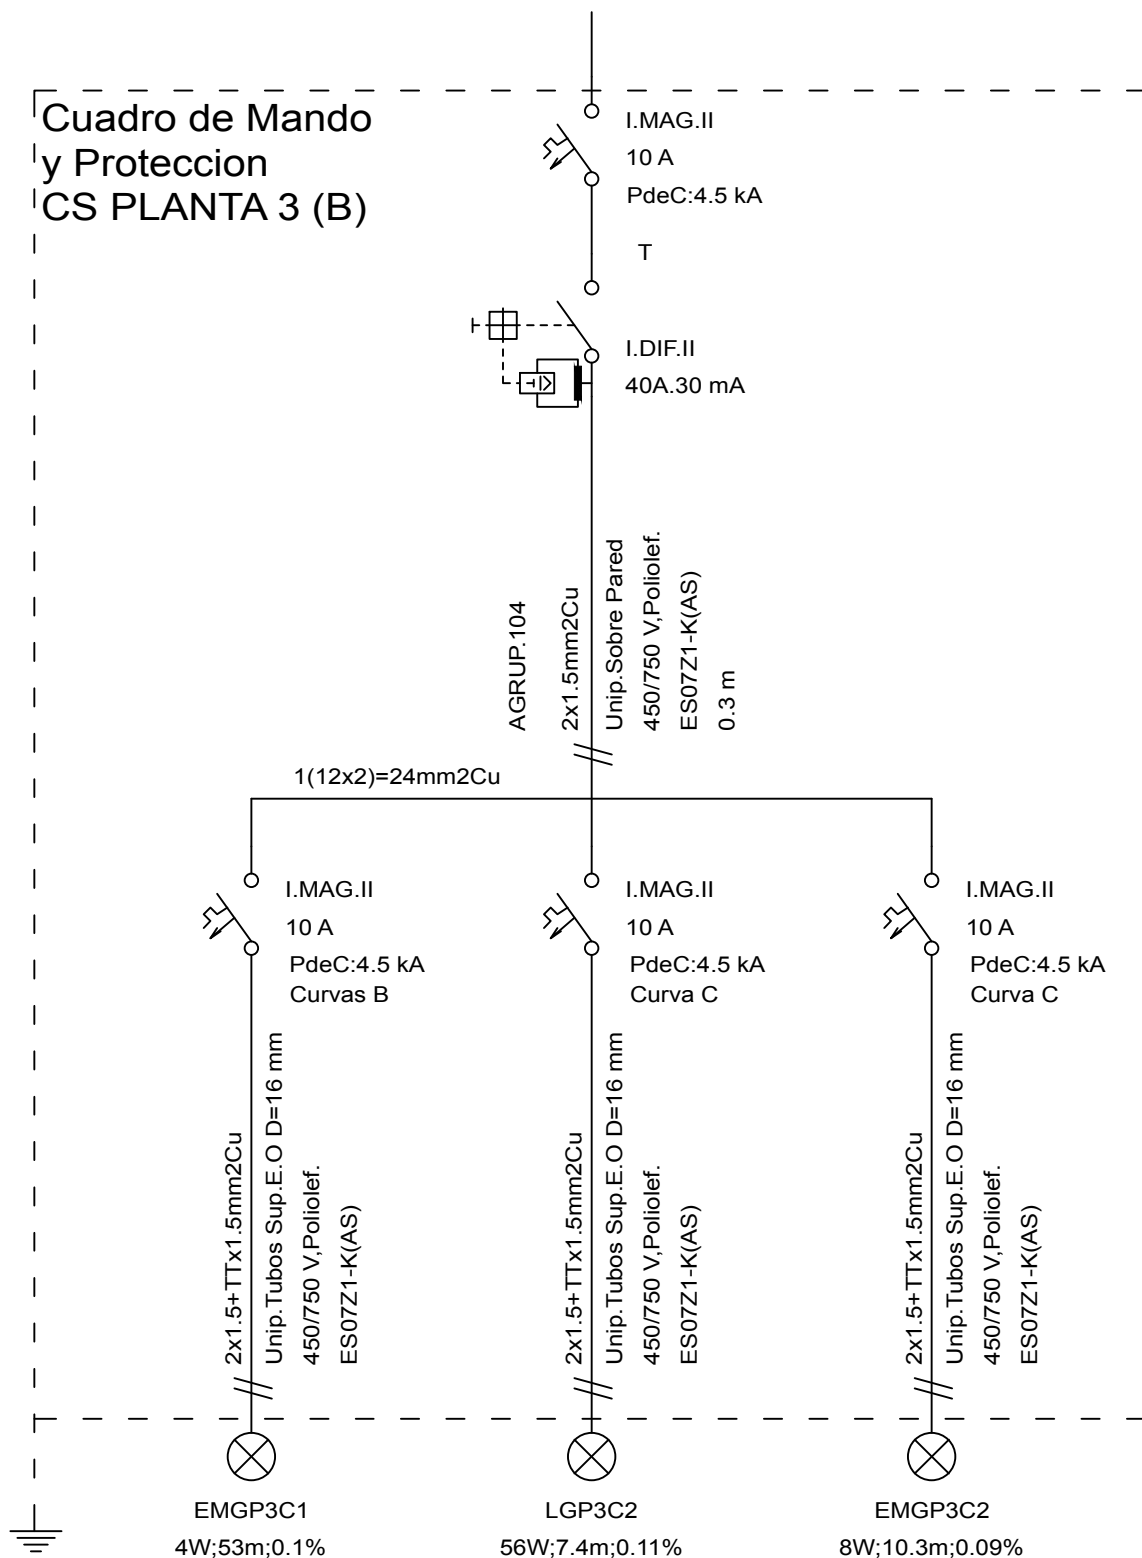 Cuadro de Mando
y Proteccion
CS PLANTA 3 (B)
I.MAG.II
10 A
PdeC:4.5 kA
T
I.DIF.II
40A.30 mA
AGRUP.104
2x1.5mm2Cu
Unip.Sobre Pared
450/750 V,Poliolef.
ES07Z1-K(AS)
0.3 m
1(12x2)=24mm2Cu
I.MAG.II
10 A
PdeC:4.5 kA
Curvas B
I.MAG.II
10 A
PdeC:4.5 kA
Curva C
I.MAG.II
10 A
PdeC:4.5 kA
Curva C
2x1.5+TTx1.5mm2Cu
Unip.Tubos Sup.E.O D=16 mm
450/750 V,Poliolef.
ES07Z1-K(AS)
2x1.5+TTx1.5mm2Cu
Unip.Tubos Sup.E.O D=16 mm
450/750 V,Poliolef.
ES07Z1-K(AS)
2x1.5+TTx1.5mm2Cu
Unip.Tubos Sup.E.O D=16 mm
450/750 V,Poliolef.
ES07Z1-K(AS)
EMGP3C1
4W;53m;0.1%
LGP3C2
56W;7.4m;0.11%
EMGP3C2
8W;10.3m;0.09%